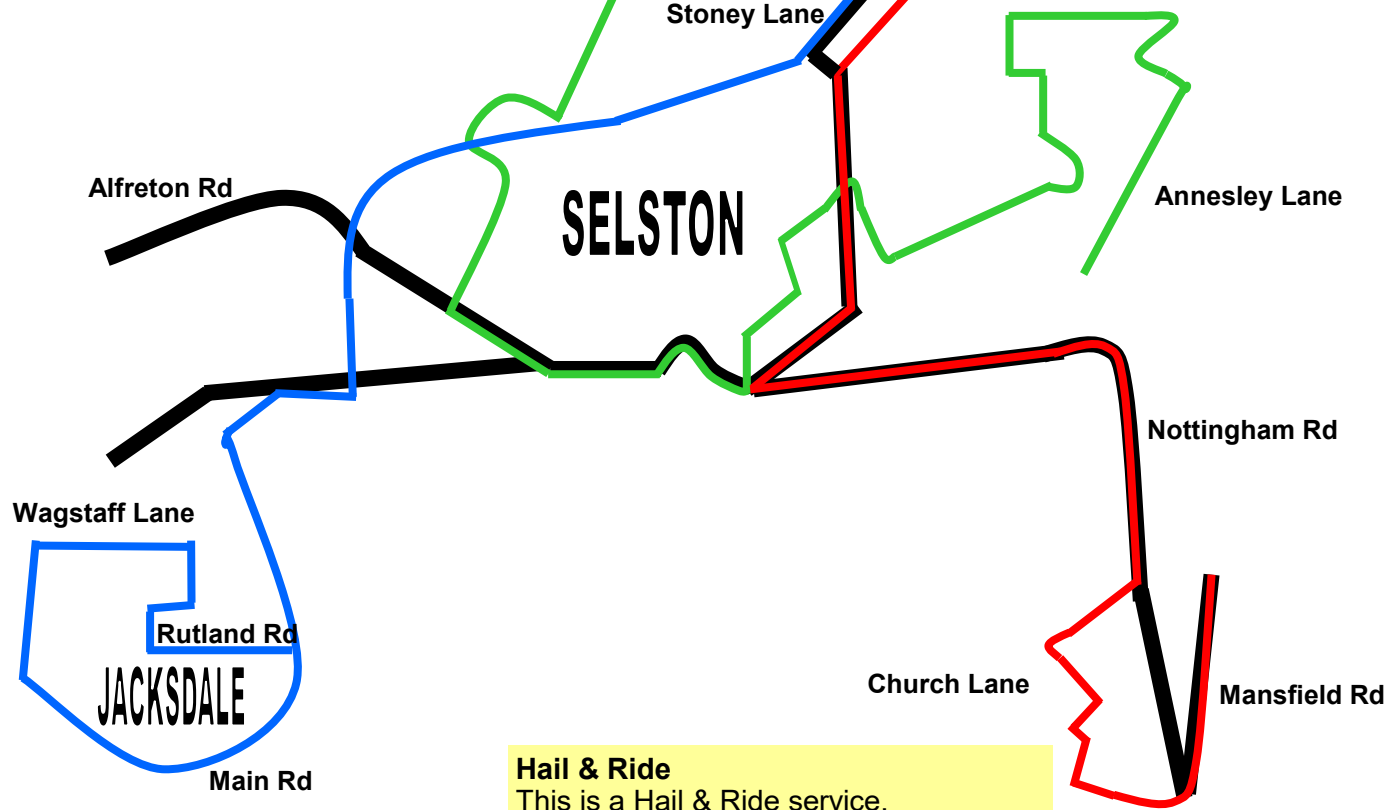 Stoney Lane
Alfreton Rd
SELSTON
Annesley Lane
Nottingham Rd
Wagstaff Lane
Rutland Rd
JACKSDALE
Church Lane
Mansfield Rd
Main Rd
Hail & Ride
This is a Hail & Ride service.